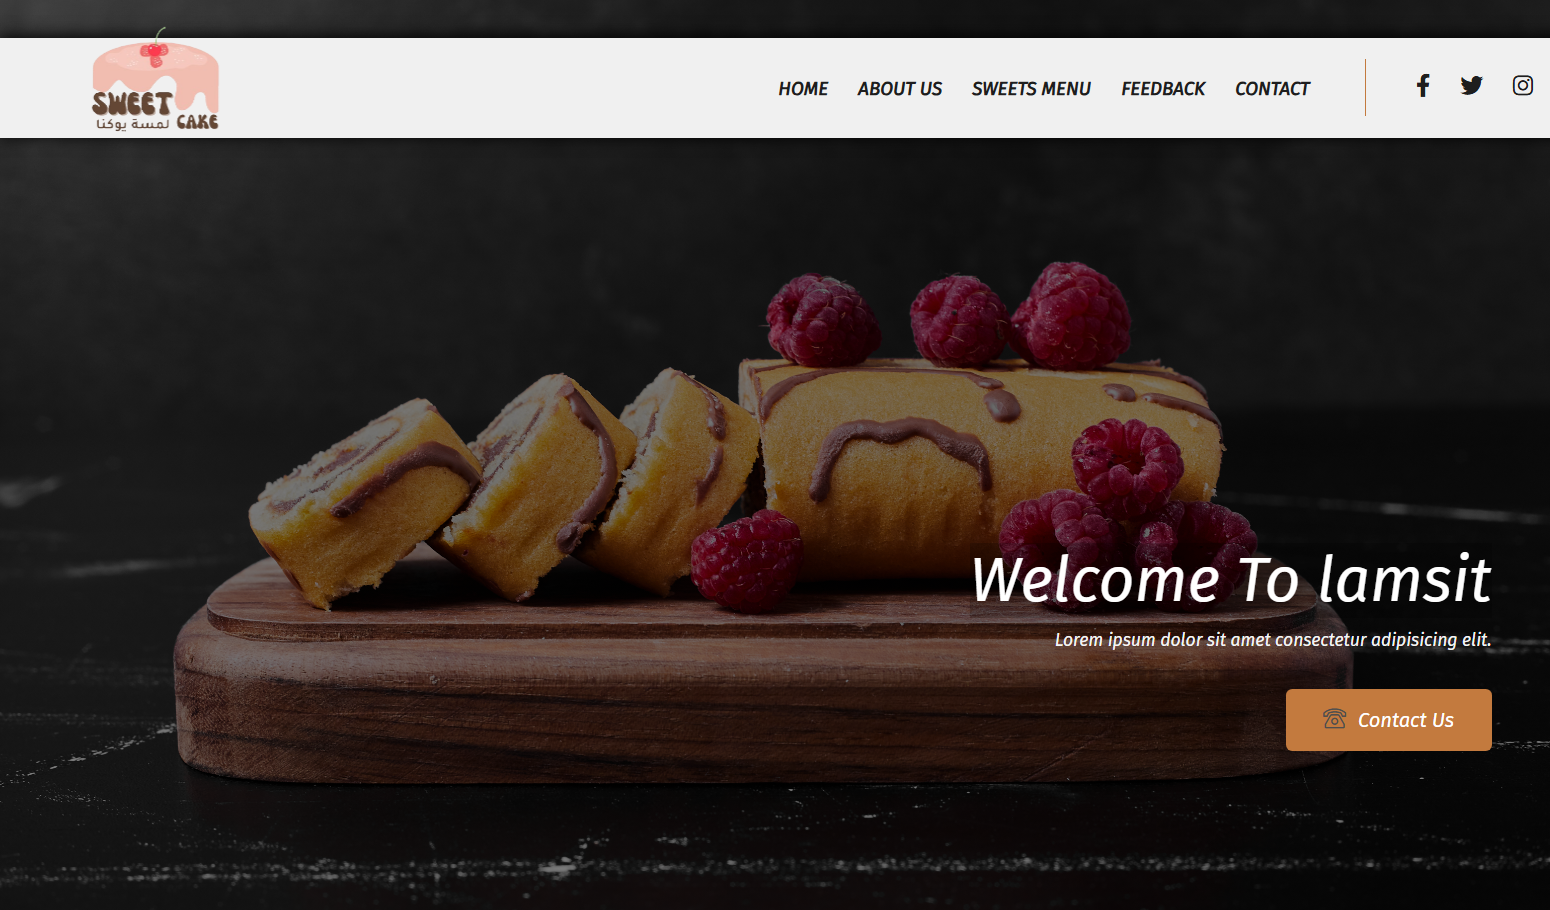 SWEET
لمسة يوكنا CAKE
HOME ABOUT US SWEETS MENU FEEDBACK CONTACT
Welcome To lamsit
Lorem ipsum dolor sit amet consectetur adipisicing elit.
Contact Us